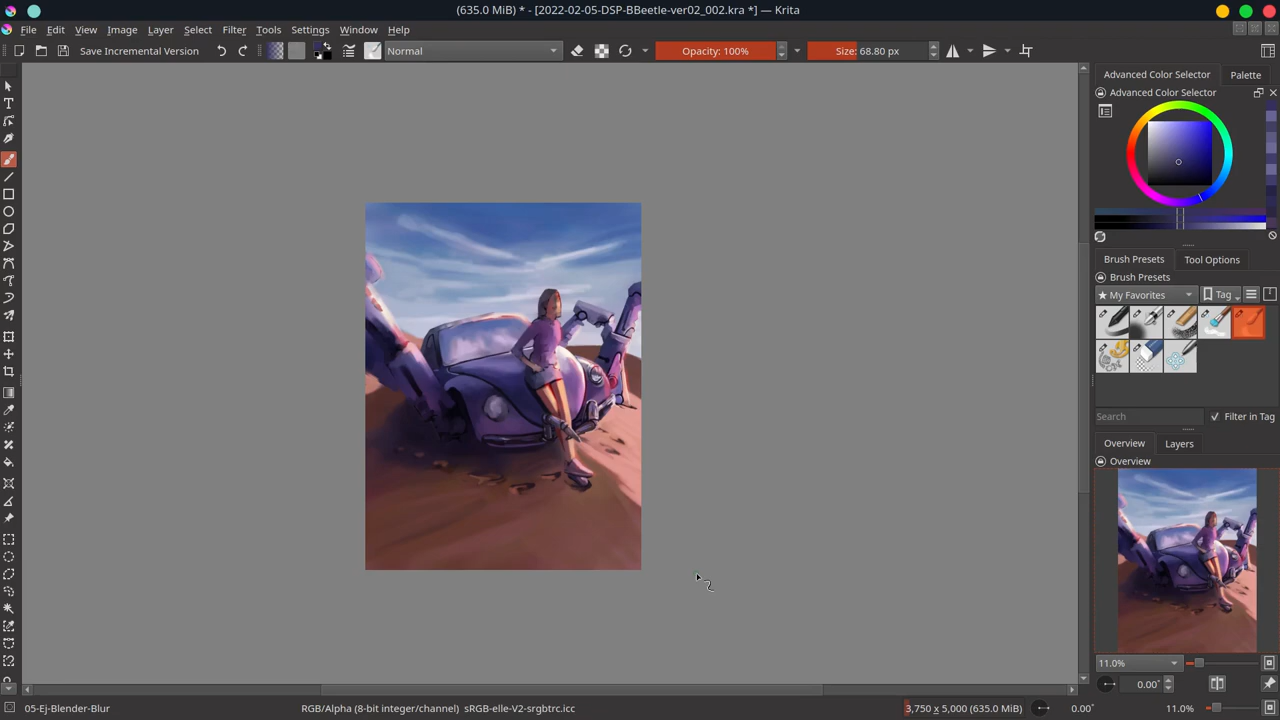 (635.0 MiB) * - [2022-02-05-DSP-BBeetle-ver02_002.kra *] — Krita
File Edit View Image Layer Select Filter Tools Settings Window Help
Save Incremental Version Normal Opacity: 100% Size: 68.80 px
Advanced Color Selector Palette
Advanced Color Selector
Brush Presets Tool Options
Brush Presets
★ My Favorites Tag
Search Filter in Tag
Overview Layers
Overview
11.0%
0.00°
05-Ej-Blender-Blur RGB/Alpha (8-bit integer/channel) sRGB-elle-V2-srgbtrc.icc 3,750 x 5,000 (635.0 MiB) 0.00° 11.0%